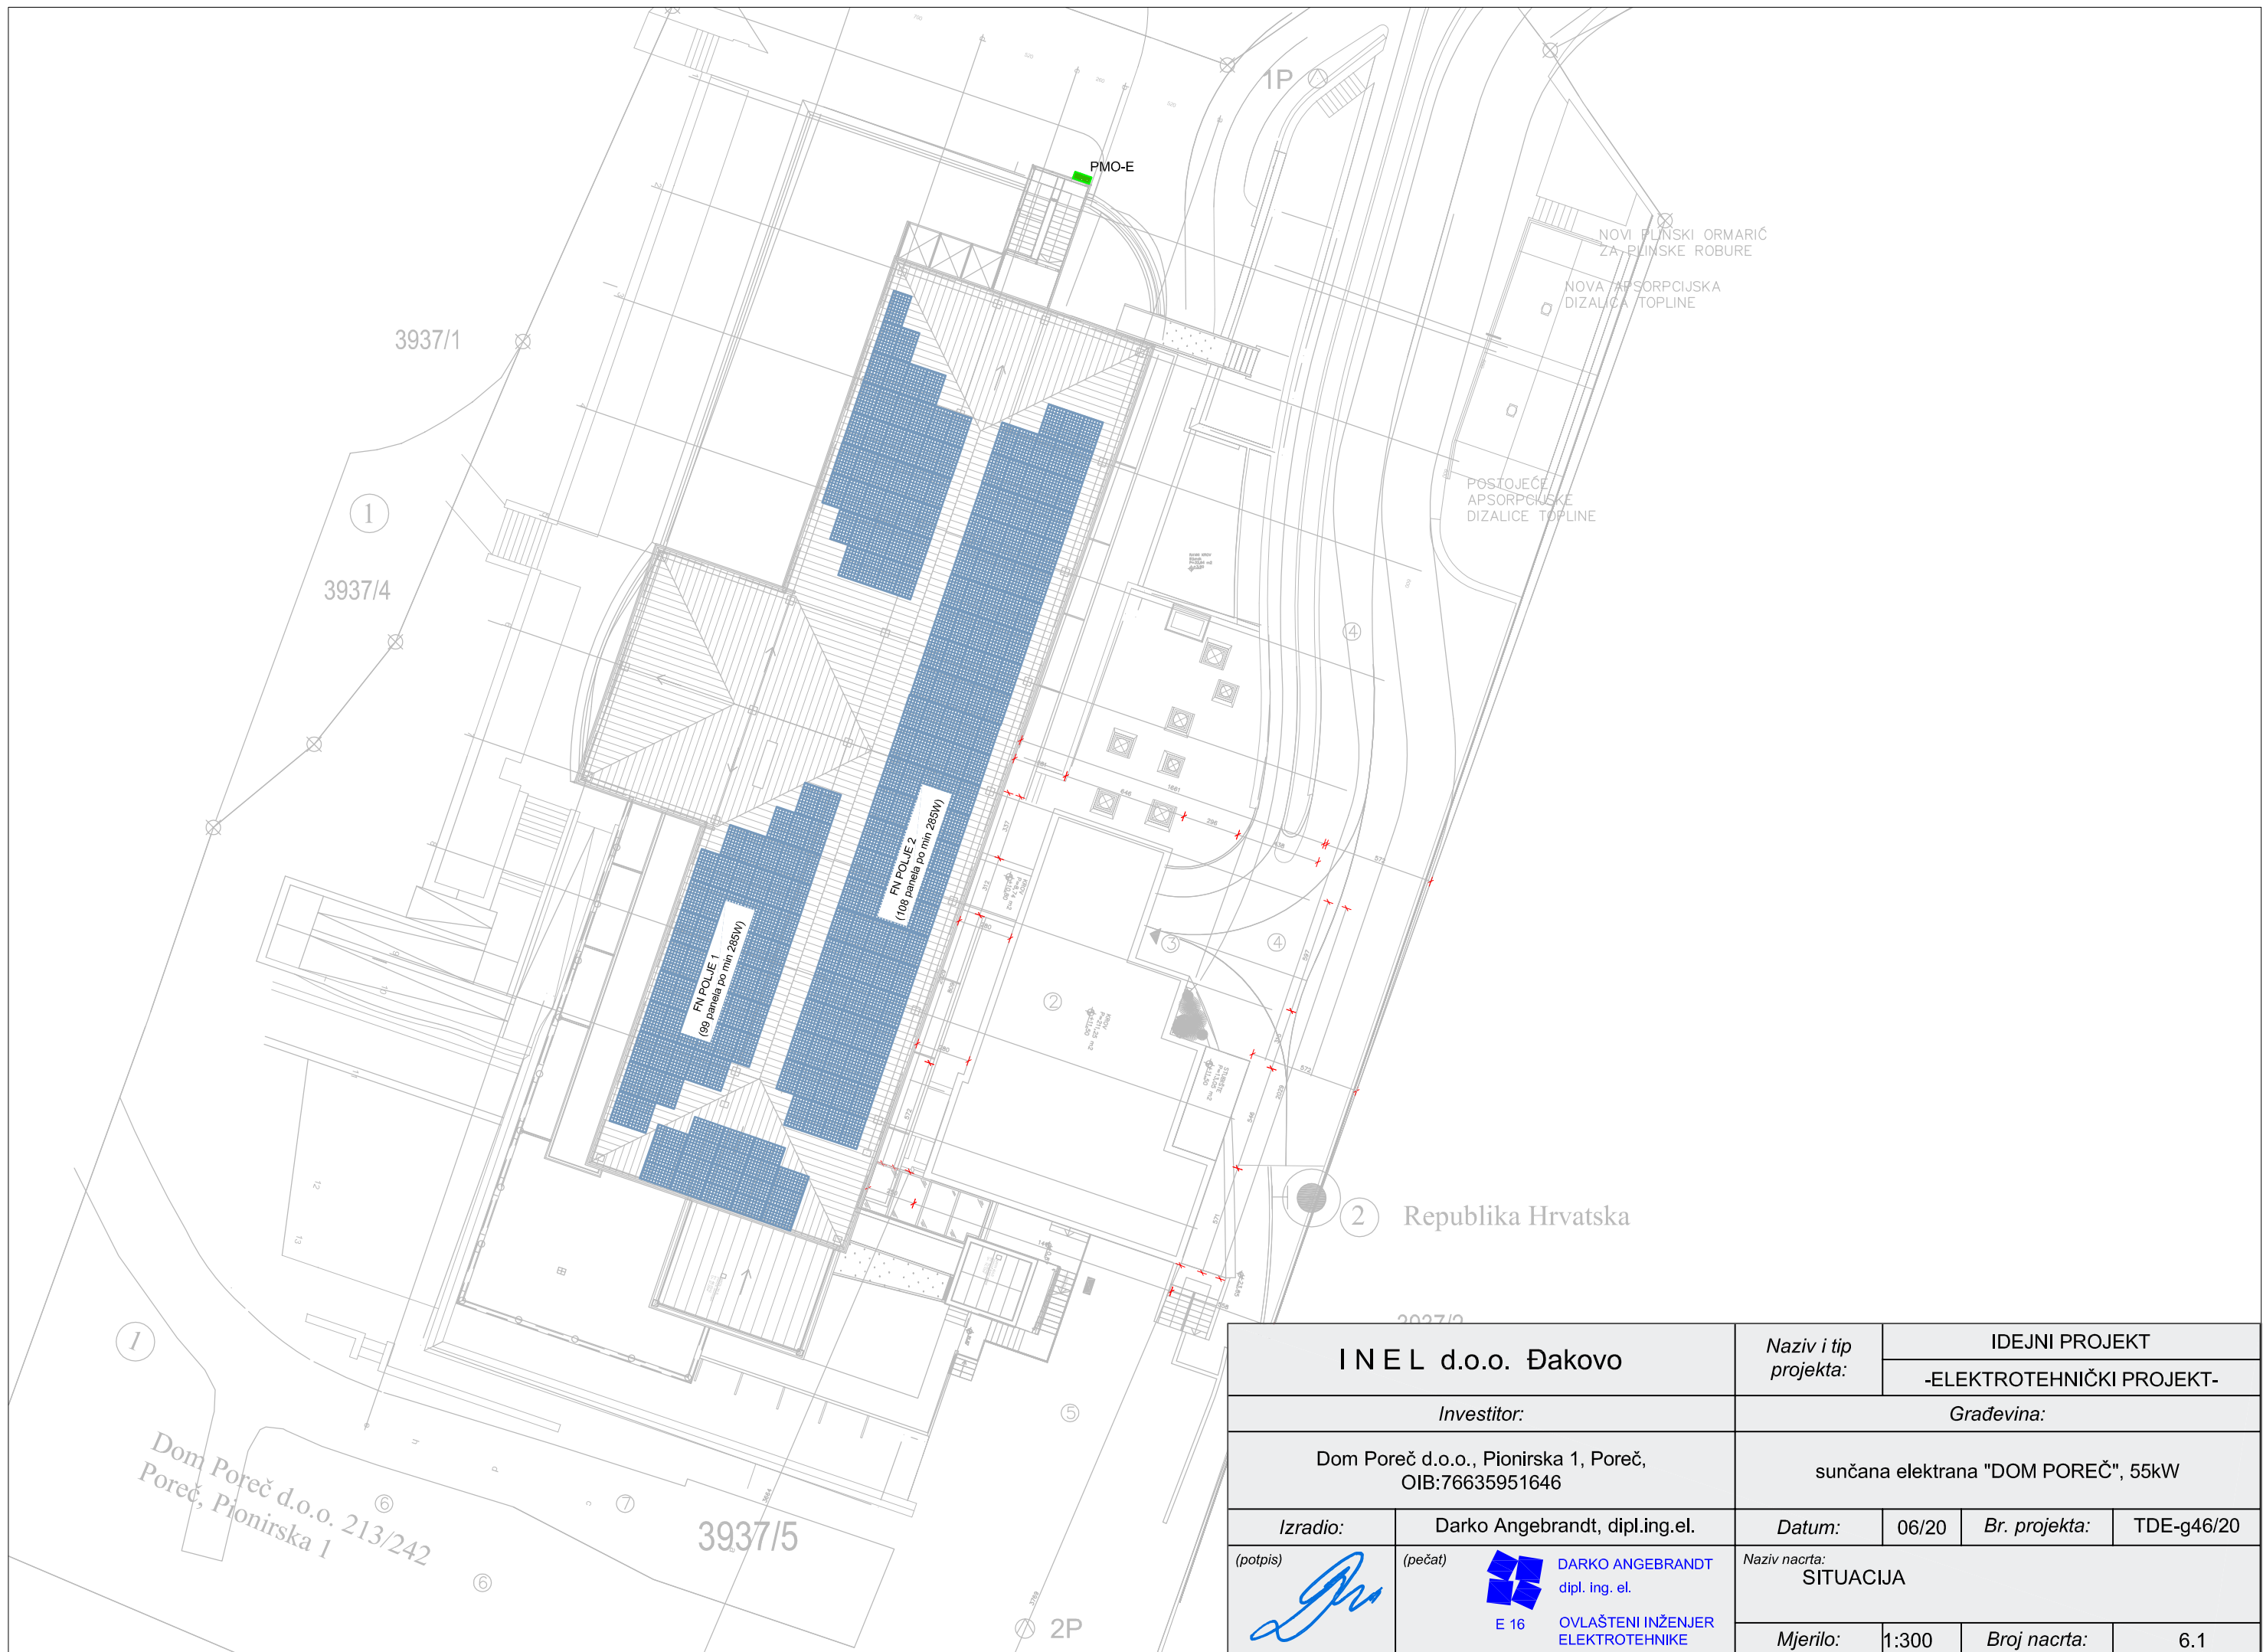 1P
PMO-E
NOVI PLINSKI ORMARIĆ
ZA PLINSKE ROBURE
NOVA APSORPCIJSKA
DIZALICA TOPLINE
3937/1
POSTOJEĆE
APSORPCIJSKE
DIZALICE TOPLINE
1
3937/4
4
FN POLJE 2
(108 panela po min 285W)
FN POLJE 1
(99 panela po min 285W)
3
4
2
2
Republika Hrvatska
1
5
Dom Poreč d.o.o. 213/242
Poreč, Pionirska 1
6
7
3937/5
6
2P
I N E L d.o.o. Đakovo
Naziv i tip
projekta:
IDEJNI PROJEKT
-ELEKTROTEHNIČKI PROJEKT-
Investitor:
Građevina:
Dom Poreč d.o.o., Pionirska 1, Poreč,
OIB:76635951646
sunčana elektrana "DOM POREČ", 55kW
Izradio:
Darko Angebrandt, dipl.ing.el.
Datum:
06/20
Br. projekta:
TDE-g46/20
(potpis)
(pečat)
DARKO ANGEBRANDT
dipl. ing. el.
E 16
OVLAŠTENI INŽENJER
ELEKTROTEHNIKE
Naziv nacrta:
SITUACIJA
Mjerilo:
1:300
Broj nacrta:
6.1